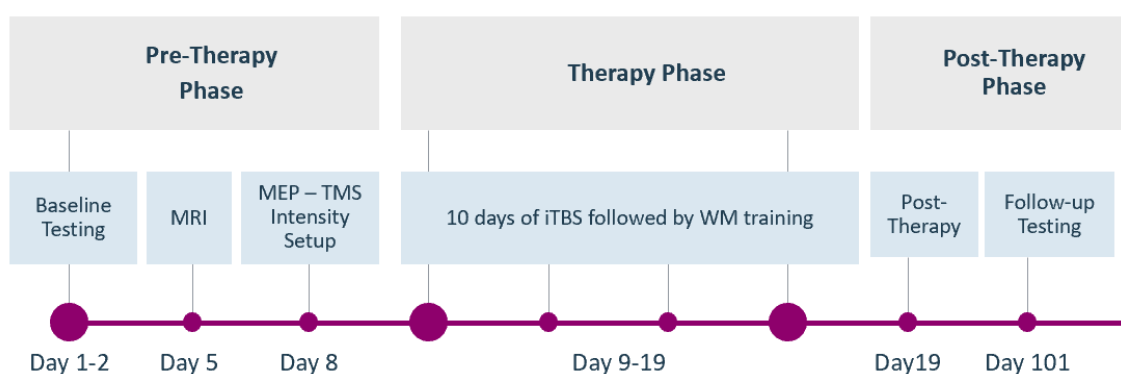 Pre-Therapy
Phase
Therapy Phase
Post-Therapy
Phase
Baseline
Testing
MRI
MEP – TMS
Intensity
Setup
10 days of iTBS followed by WM training
Post-
Therapy
Follow-up
Testing
Day 1-2
Day 5
Day 8
Day 9-19
Day19
Day 101